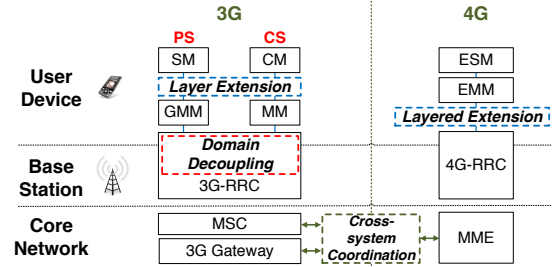 3G
4G
PS
CS
User
Device
SM
CM
ESM
Layer Extension
EMM
GMM
MM
Layered Extension
Domain
Decoupling
3G-RRC
4G-RRC
Base
Station
Core
Network
MSC
3G Gateway
Cross-
system
Coordination
MME